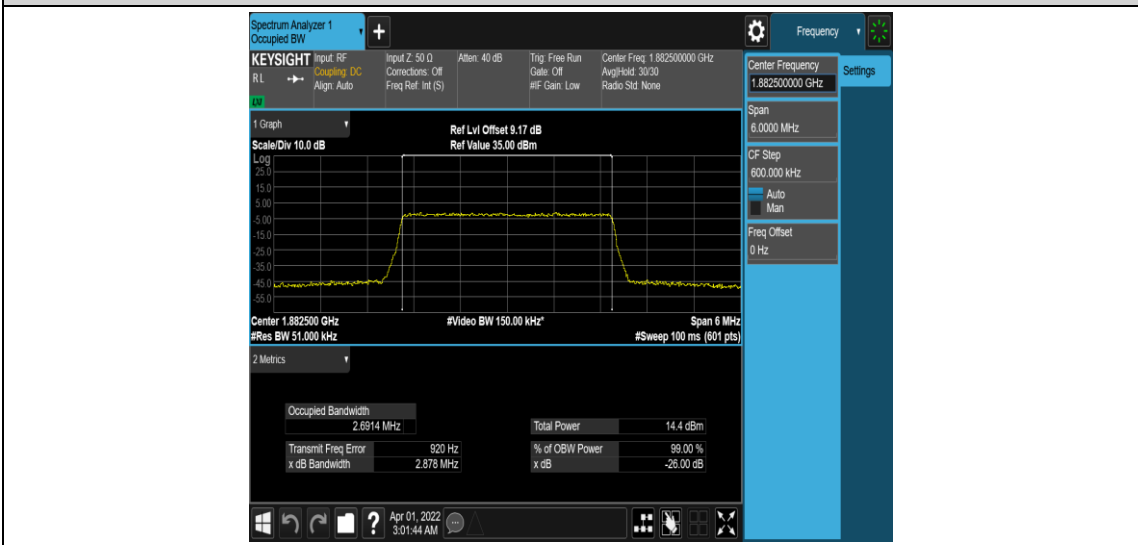 Spectrum Analyzer 1
Occupied BW
+
Frequency
KEYSIGHT
RL
LXI
Input: RF
Coupling: DC
Align: Auto
Input Z: 50 Ω
Corrections: Off
Freq Ref: Int (S)
Atten: 40 dB
Trig: Free Run
Gate: Off
#IF Gain: Low
Center Freq: 1.882500000 GHz
Avg|Hold: 30/30
Radio Std: None
Center Frequency
1.882500000 GHz
Settings
Span
6.0000 MHz
CF Step
600.000 kHz
Auto
Man
Freq Offset
0 Hz
1 Graph
Scale/Div 10.0 dB
Ref Lvl Offset 9.17 dB
Ref Value 35.00 dBm
Log
25.0
15.0
5.00
-5.00
-15.0
-25.0
-35.0
-45.0
-55.0
Center 1.882500 GHz
#Video BW 150.00 kHz*
Span 6 MHz
#Res BW 51.000 kHz
#Sweep 100 ms (601 pts)
2 Metrics
Occupied Bandwidth
2.6914 MHz
Total Power 14.4 dBm
Transmit Freq Error 920 Hz
% of OBW Power 99.00 %
x dB Bandwidth 2.878 MHz
x dB -26.00 dB
?
Apr 01, 2022
3:01:44 AM